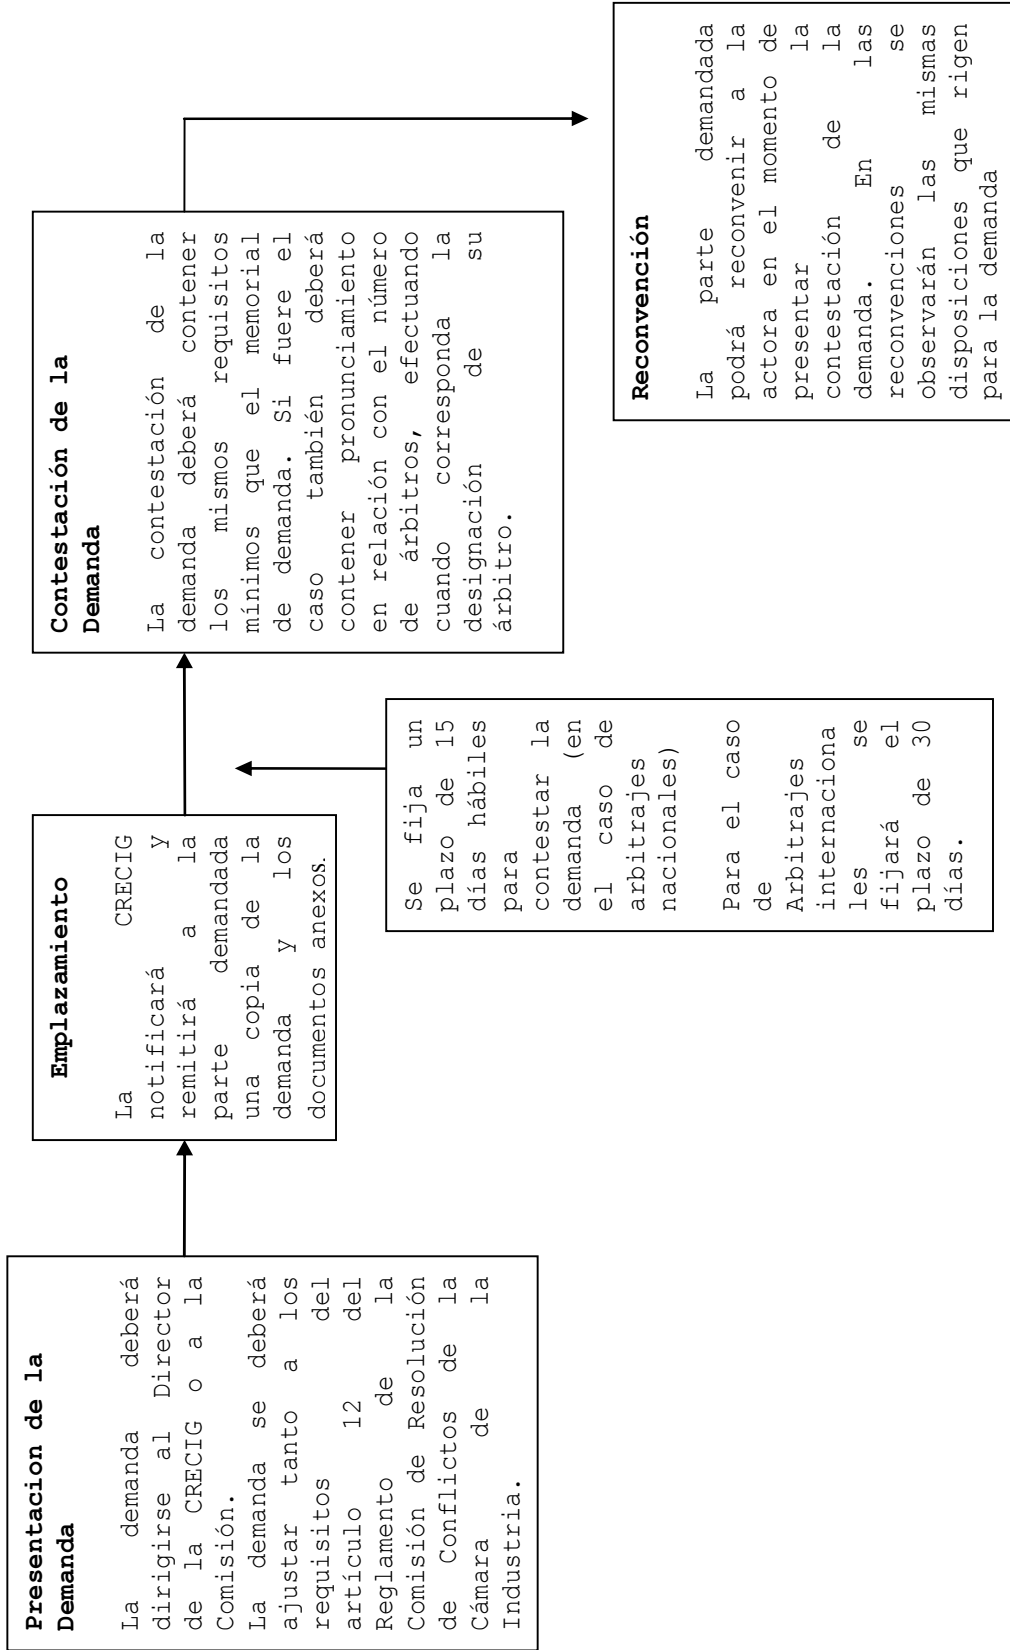 Presentacion de la
Demanda
La demanda deberá
dirigirse al Director
de la CRECIG o a la
Comisión.
La demanda se deberá
ajustar tanto a los
requisitos del
artículo 12 del
Reglamento de la
Comisión de Resolución
de Conflictos de la
Cámara de la
Industria.
Emplazamiento
La CRECIG
notificará y
remitirá a la
parte demandada
una copia de la
demanda y los
documentos anexos.
Se fija un
plazo de 15
días hábiles
para
contestar la
demanda (en
el caso de
arbitrajes
nacionales)
Para el caso
de
Arbitrajes
internaciona
les se
fijará el
plazo de 30
días.
Contestación de la
Demanda
La contestación de la
demanda deberá contener
los mismos requisitos
mínimos que el memorial
de demanda. Si fuere el
caso también deberá
contener pronunciamiento
en relación con el número
de árbitros, efectuando
cuando corresponda la
designación de su
árbitro.
Reconvención
La parte demandada
podrá reconvenir a la
actora en el momento de
presentar la
contestación de la
demanda. En las
reconvenciones se
observarán las mismas
disposiciones que rigen
para la demanda